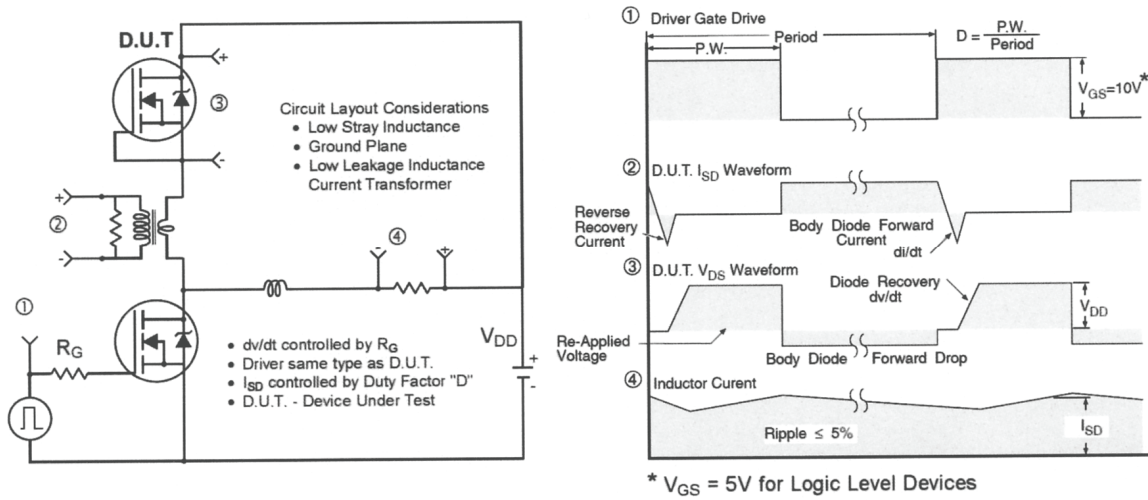 D.U.T
+
③
-
Circuit Layout Considerations
• Low Stray Inductance
• Ground Plane
• Low Leakage Inductance
Current Transformer
+
②
-
④
-
+
①
R_G
V_DD
+
-
• dv/dt controlled by R_G
• Driver same type as D.U.T.
• I_SD controlled by Duty Factor "D"
• D.U.T. - Device Under Test
① Driver Gate Drive
P.W.
Period
D = P.W. / Period
V_GS=10V*
② D.U.T. I_SD Waveform
Reverse
Recovery
Current
Body Diode Forward
Current
di/dt
③ D.U.T. V_DS Waveform
Diode Recovery
dv/dt
V_DD
Re-Applied
Voltage
Body Diode Forward Drop
④ Inductor Curent
Ripple ≤ 5%
I_SD
* V_GS = 5V for Logic Level Devices